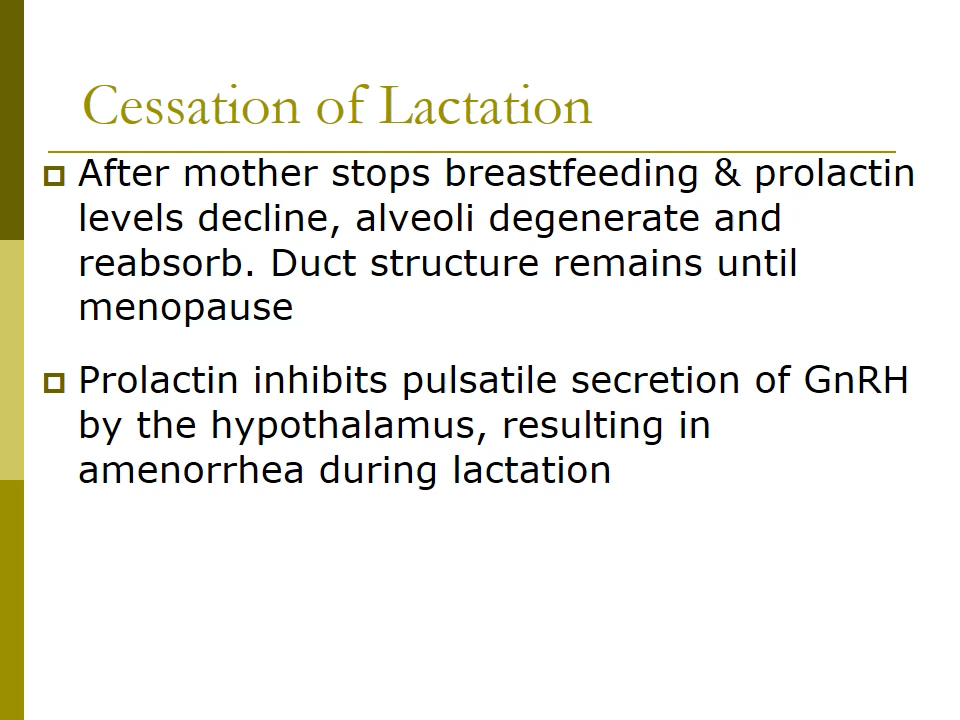 Cessation of Lactation
After mother stops breastfeeding & prolactin
levels decline, alveoli degenerate and
reabsorb. Duct structure remains until
menopause
Prolactin inhibits pulsatile secretion of GnRH
by the hypothalamus, resulting in
amenorrhea during lactation